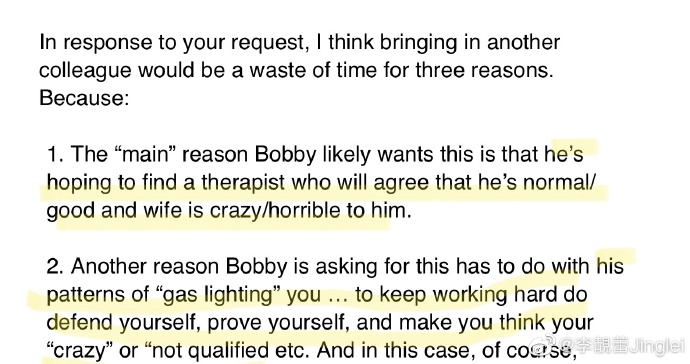 In response to your request, I think bringing in another
colleague would be a waste of time for three reasons.
Because:
1. The “main” reason Bobby likely wants this is that he’s
hoping to find a therapist who will agree that he’s normal/
good and wife is crazy/horrible to him.
2. Another reason Bobby is asking for this has to do with his
patterns of “gas lighting” you … to keep working hard do
defend yourself, prove yourself, and make you think your
“crazy” or “not qualified etc. And in this case, of course,
@李靚蕾Jinglei